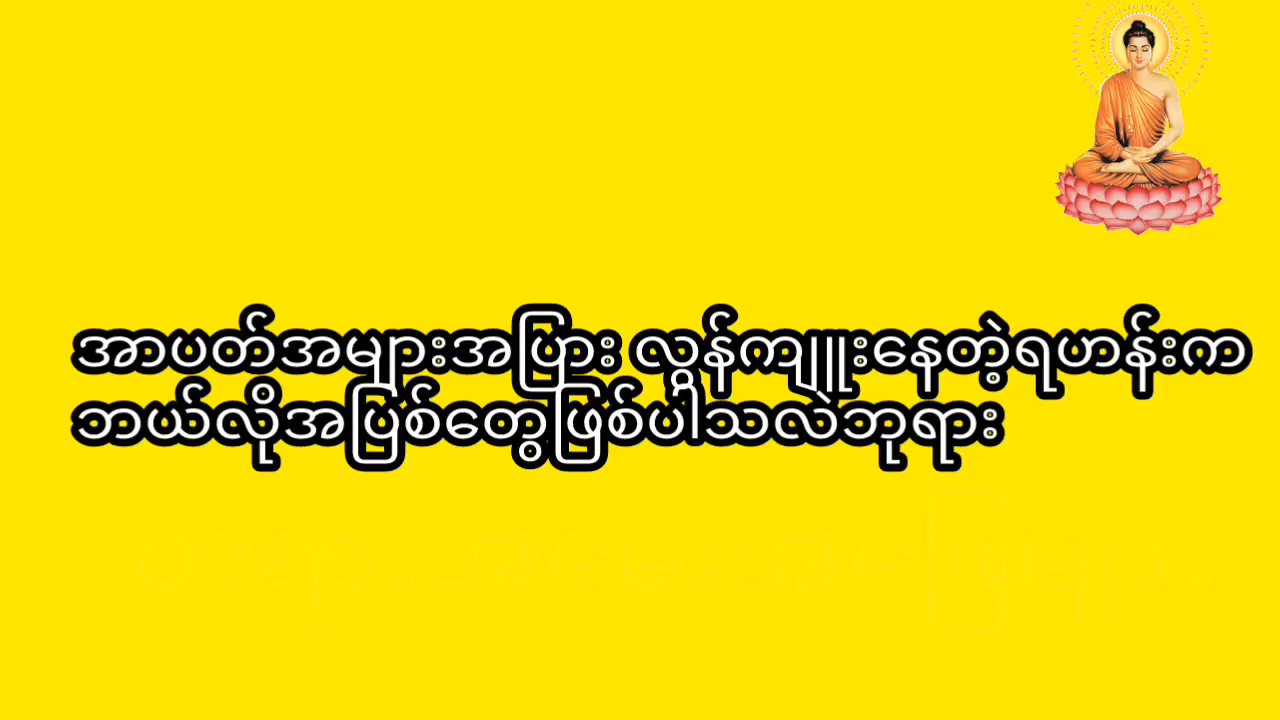 အာပတ်အများအပြား လွန်ကျူးနေတဲ့ရဟန်းက
ဘယ်လိုအပြစ်တွေဖြစ်ပါသလဲဘုရား